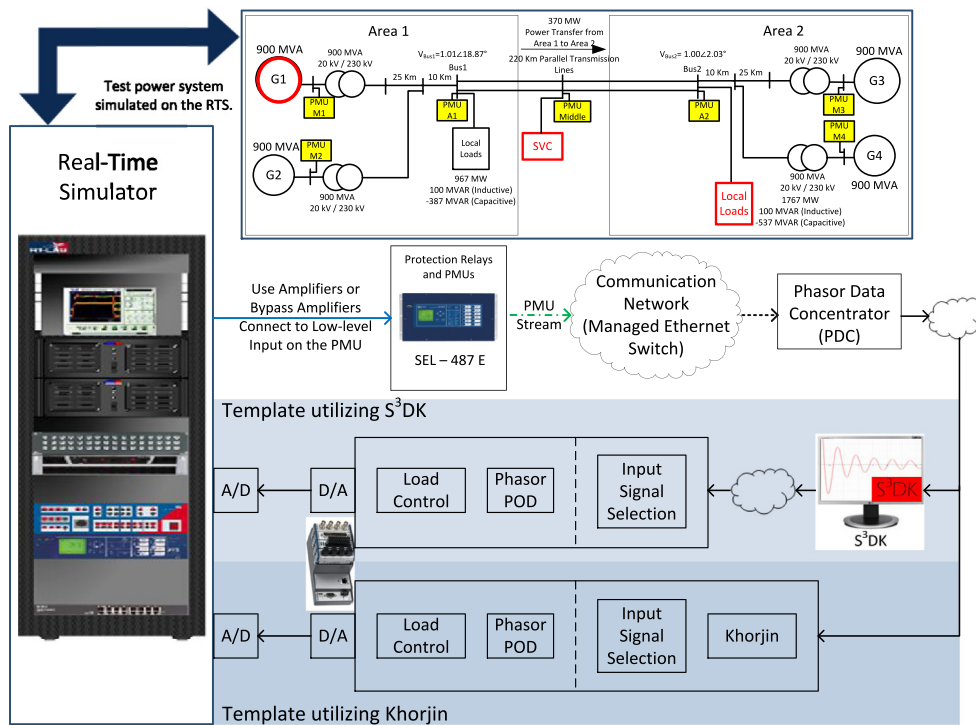 Area 1
370 MW
Power Transfer from
Area 1 to Area 2
Area 2
900 MVA
G1
900 MVA
20 kV / 230 kV
PMU
M1
25 Km
10 Km
VBus1=1.01∠18.87°
Bus1
220 Km Parallel Transmission
Lines
VBus2= 1.00∠2.03°
Bus2
10 Km
25 Km
900 MVA
20 kV / 230 kV
900 MVA
G3
PMU
M3
PMU
A1
PMU
Middle
PMU
A2
PMU
M4
900 MVA
PMU
M2
G2
900 MVA
20 kV / 230 kV
Local
Loads
967 MW
100 MVAR (Inductive)
-387 MVAR (Capacitive)
SVC
G4
900 MVA
900 MVA
20 kV / 230 kV
Local
Loads
1767 MW
100 MVAR (Inductive)
-537 MVAR (Capacitive)
Test power system
simulated on the RTS.
Real-Time
Simulator
Use Amplifiers or
Bypass Amplifiers
Connect to Low-level
Input on the PMU
Protection Relays
and PMUs
SEL – 487 E
PMU
Stream
Communication
Network
(Managed Ethernet
Switch)
Phasor Data
Concentrator
(PDC)
Template utilizing S³DK
A/D
D/A
Load
Control
Phasor
POD
Input
Signal
Selection
S³DK
S³DK
A/D
D/A
Load
Control
Phasor
POD
Input
Signal
Selection
Khorjin
Template utilizing Khorjin